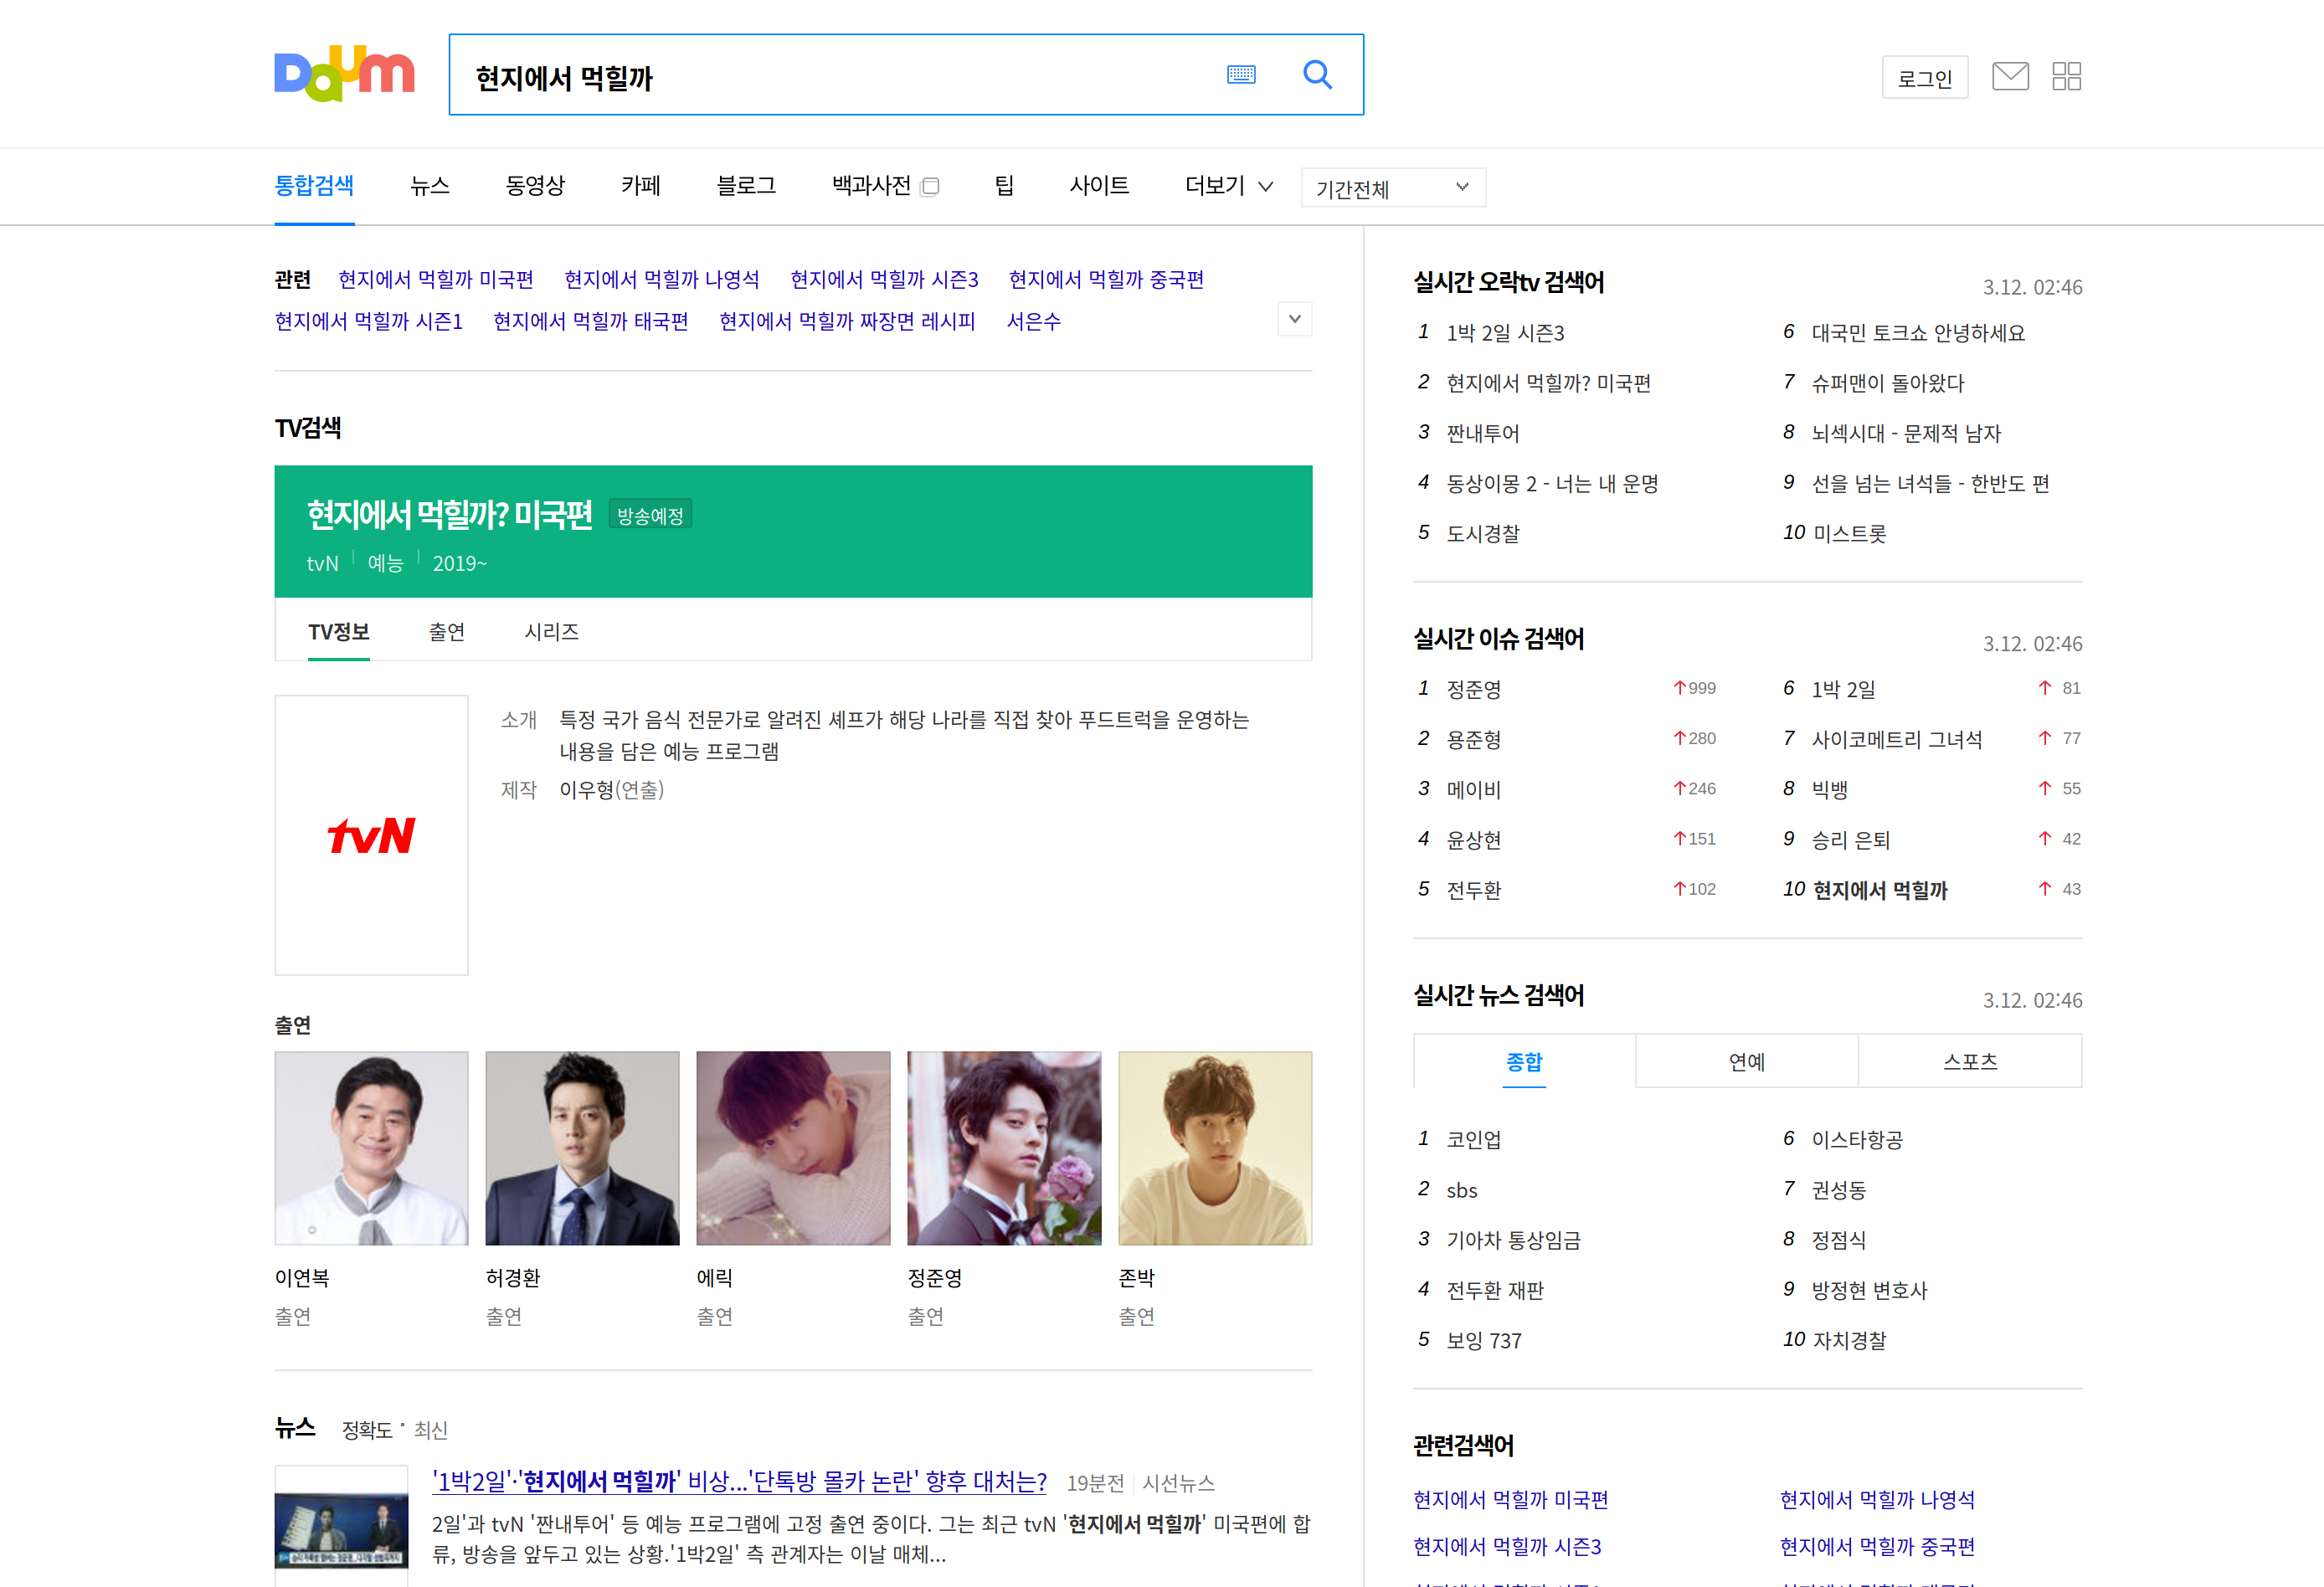 Daum
현지에서 먹힐까
로그인
통합검색 뉴스 동영상 카페 블로그 백과사전 팁 사이트 더보기 기간전체
관련 현지에서 먹힐까 미국편 현지에서 먹힐까 나영석 현지에서 먹힐까 시즌3 현지에서 먹힐까 중국편
현지에서 먹힐까 시즌1 현지에서 먹힐까 태국편 현지에서 먹힐까 짜장면 레시피 서은수
TV검색
현지에서 먹힐까? 미국편 방송예정
tvN 예능 2019~
TV정보 출연 시리즈
tvN
소개 특정 국가 음식 전문가로 알려진 셰프가 해당 나라를 직접 찾아 푸드트럭을 운영하는
내용을 담은 예능 프로그램
제작 이우형(연출)
출연
이연복 허경환 에릭 정준영 존박
출연 출연 출연 출연 출연
뉴스 정확도 · 최신
'1박2일'·'현지에서 먹힐까' 비상...'단톡방 몰카 논란' 향후 대처는? 19분전 시선뉴스
2일'과 tvN '짠내투어' 등 예능 프로그램에 고정 출연 중이다. 그는 최근 tvN '현지에서 먹힐까' 미국편에 합
류, 방송을 앞두고 있는 상황.'1박2일' 측 관계자는 이날 매체...
실시간 오락tv 검색어 3.12. 02:46
1 1박 2일 시즌3
2 현지에서 먹힐까? 미국편
3 짠내투어
4 동상이몽 2 - 너는 내 운명
5 도시경찰
6 대국민 토크쇼 안녕하세요
7 슈퍼맨이 돌아왔다
8 뇌섹시대 - 문제적 남자
9 선을 넘는 녀석들 - 한반도 편
10 미스트롯
실시간 이슈 검색어 3.12. 02:46
1 정준영 ↑999
2 용준형 ↑280
3 메이비 ↑246
4 윤상현 ↑151
5 전두환 ↑102
6 1박 2일 ↑ 81
7 사이코메트리 그녀석 ↑ 77
8 빅뱅 ↑ 55
9 승리 은퇴 ↑ 42
10 현지에서 먹힐까 ↑ 43
실시간 뉴스 검색어 3.12. 02:46
종합 연예 스포츠
1 코인업
2 sbs
3 기아차 통상임금
4 전두환 재판
5 보잉 737
6 이스타항공
7 권성동
8 정점식
9 방정현 변호사
10 자치경찰
관련검색어
현지에서 먹힐까 미국편 현지에서 먹힐까 나영석
현지에서 먹힐까 시즌3 현지에서 먹힐까 중국편